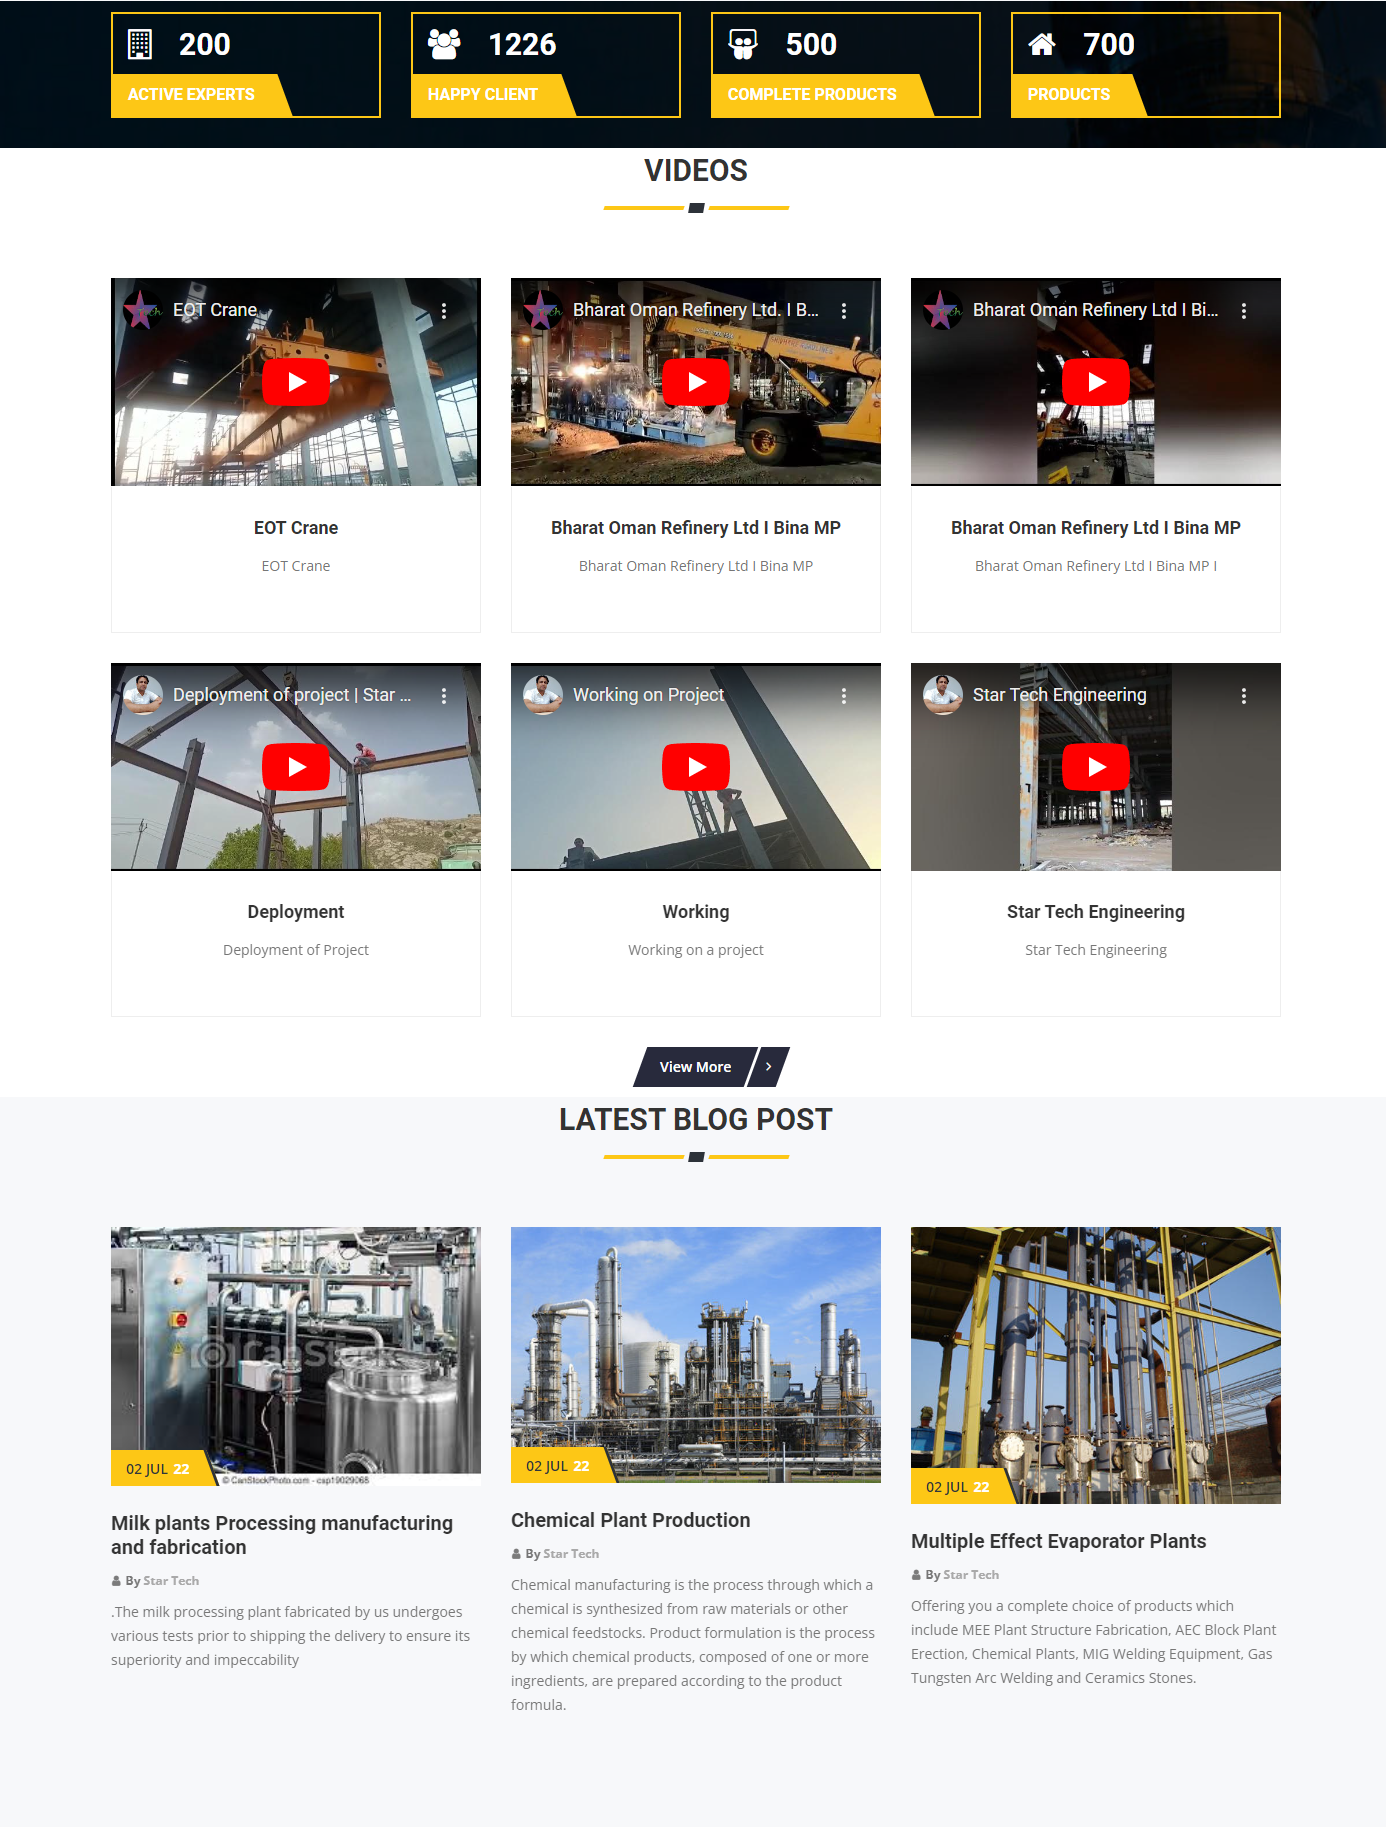 200
ACTIVE EXPERTS
1226
HAPPY CLIENT
500
COMPLETE PRODUCTS
700
PRODUCTS
VIDEOS
EOT Crane
Bharat Oman Refinery Ltd. I B...
Bharat Oman Refinery Ltd I Bi...
EOT Crane
EOT Crane
Bharat Oman Refinery Ltd I Bina MP
Bharat Oman Refinery Ltd I Bina MP
Bharat Oman Refinery Ltd I Bina MP
Bharat Oman Refinery Ltd I Bina MP I
Deployment of project | Star ...
Working on Project
Star Tech Engineering
Deployment
Deployment of Project
Working
Working on a project
Star Tech Engineering
Star Tech Engineering
View More
LATEST BLOG POST
CanSto
© CanStockPhoto.com - csp19029068
02 JUL 22
Milk plants Processing manufacturing
and fabrication
By Star Tech
.The milk processing plant fabricated by us undergoes
various tests prior to shipping the delivery to ensure its
superiority and impeccability
02 JUL 22
Chemical Plant Production
By Star Tech
Chemical manufacturing is the process through which a
chemical is synthesized from raw materials or other
chemical feedstocks. Product formulation is the process
by which chemical products, composed of one or more
ingredients, are prepared according to the product
formula.
02 JUL 22
Multiple Effect Evaporator Plants
By Star Tech
Offering you a complete choice of products which
include MEE Plant Structure Fabrication, AEC Block Plant
Erection, Chemical Plants, MIG Welding Equipment, Gas
Tungsten Arc Welding and Ceramics Stones.